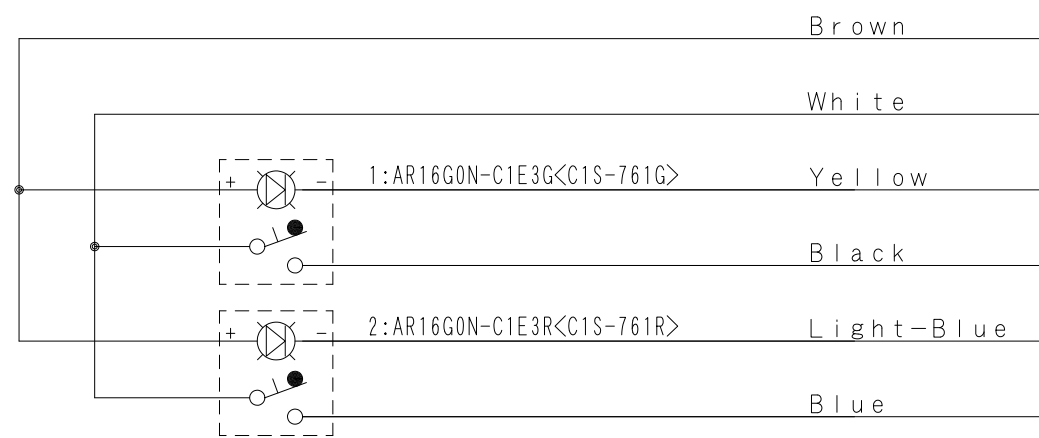 Brown
White
+ - 1:AR16G0N-C1E3G<C1S-761G> Yellow
Black
+ - 2:AR16G0N-C1E3R<C1S-761R> Light-Blue
Blue